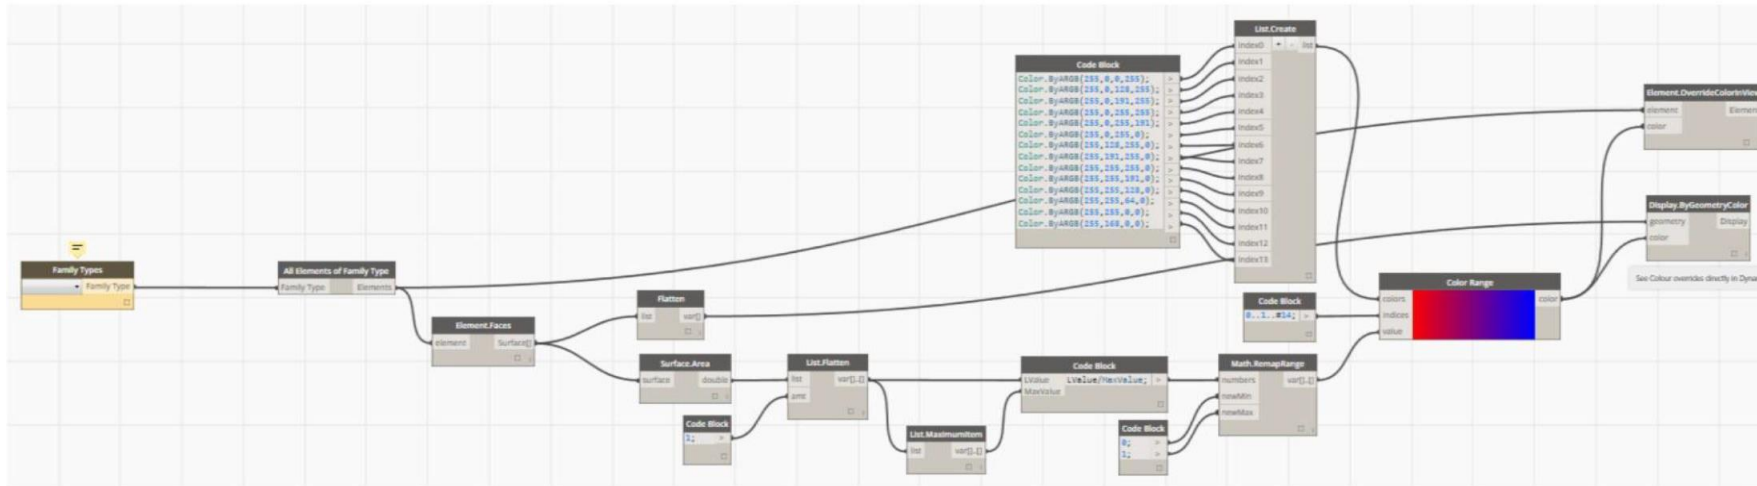 Family Types
Family Type
All Elements of Family Type
Family Type Elements
Element.Faces
element Surface[]
Flatten
list var[]
Surface.Area
surface double
Code Block
1;
List.Flatten
list var[]..[]
amt
List.MaximumItem
list var[]..[]
Code Block
Color.ByARGB(255,0,0,255);
Color.ByARGB(255,0,128,255);
Color.ByARGB(255,0,191,255);
Color.ByARGB(255,0,255,255);
Color.ByARGB(255,0,255,191);
Color.ByARGB(255,0,255,0);
Color.ByARGB(255,128,255,0);
Color.ByARGB(255,191,255,0);
Color.ByARGB(255,255,255,0);
Color.ByARGB(255,255,191,0);
Color.ByARGB(255,255,128,0);
Color.ByARGB(255,255,64,0);
Color.ByARGB(255,255,0,0);
Color.ByARGB(255,168,0,0);
List.Create
index0 + - list
index1
index2
index3
index4
index5
index6
index7
index8
index9
index10
index11
index12
index13
Code Block
0..1..#14;
Code Block
LValue LValue/MaxValue;
MaxValue
Code Block
0;
1;
Math.RemapRange
numbers var[]..[]
newMin
newMax
Color Range
colors color
indices
value
Element.OverrideColorInView
element Elemen
color
Display.ByGeometryColor
geometry Display
color
See Colour overrides directly in Dyna